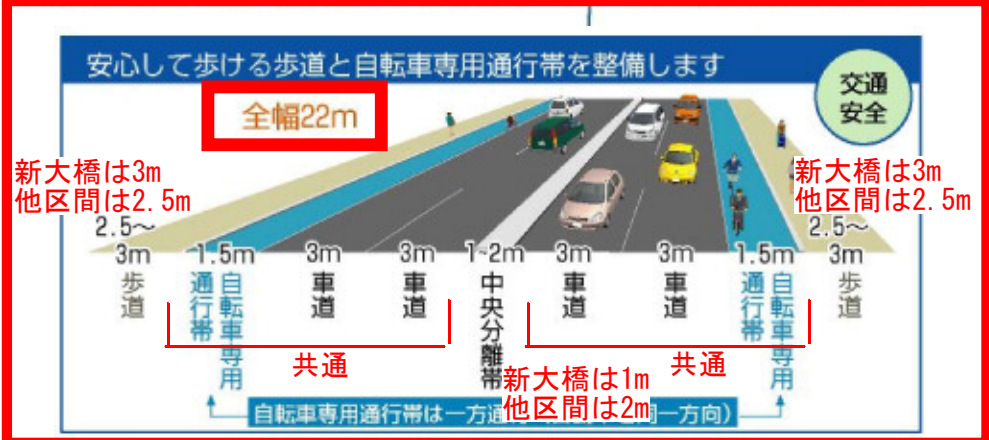 安心して歩ける歩道と自転車専用通行帯を整備します
交通
安全
全幅22m
新大橋は3m
他区間は2.5m
新大橋は3m
他区間は2.5m
2.5〜
3m
1.5m
3m
3m
1~2m
3m
3m
1.5m
2.5〜
3m
歩道
自転車専用
通行帯
車道
車道
中央分離帯
車道
車道
自転車専用
通行帯
歩道
共通
共通
新大橋は1m
他区間は2m
自転車専用通行帯は一方通
同一方向）